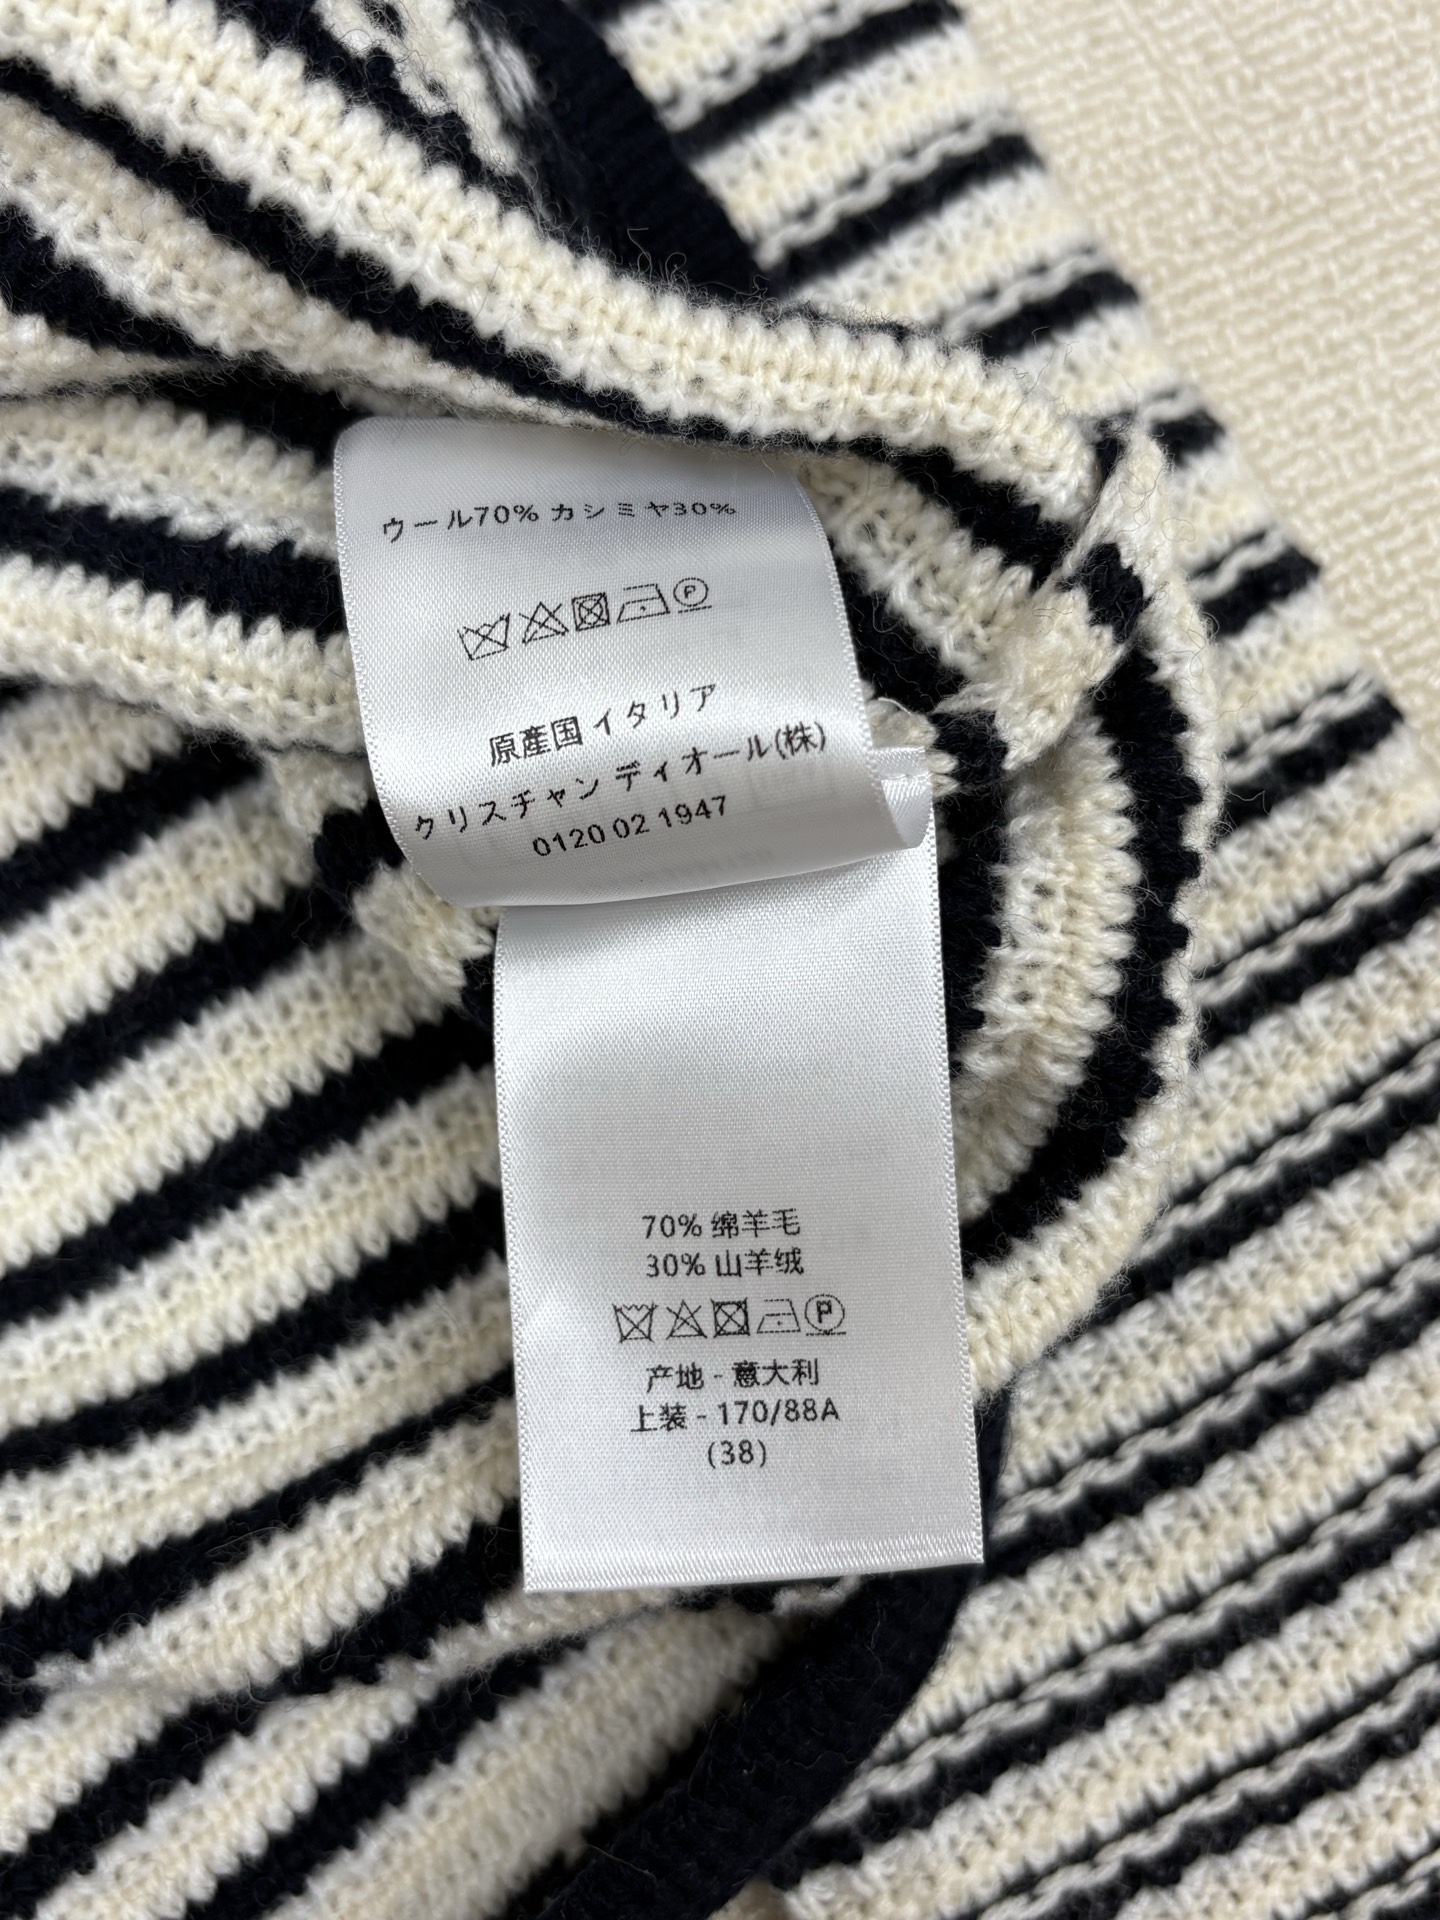 ウール70% カシミヤ30%
原産国 イタリア
クリスチャン ディオール(株)
0120 02 1947
70% 绵羊毛
30% 山羊绒
P
产地 - 意大利
上装 - 170/88A
(38)